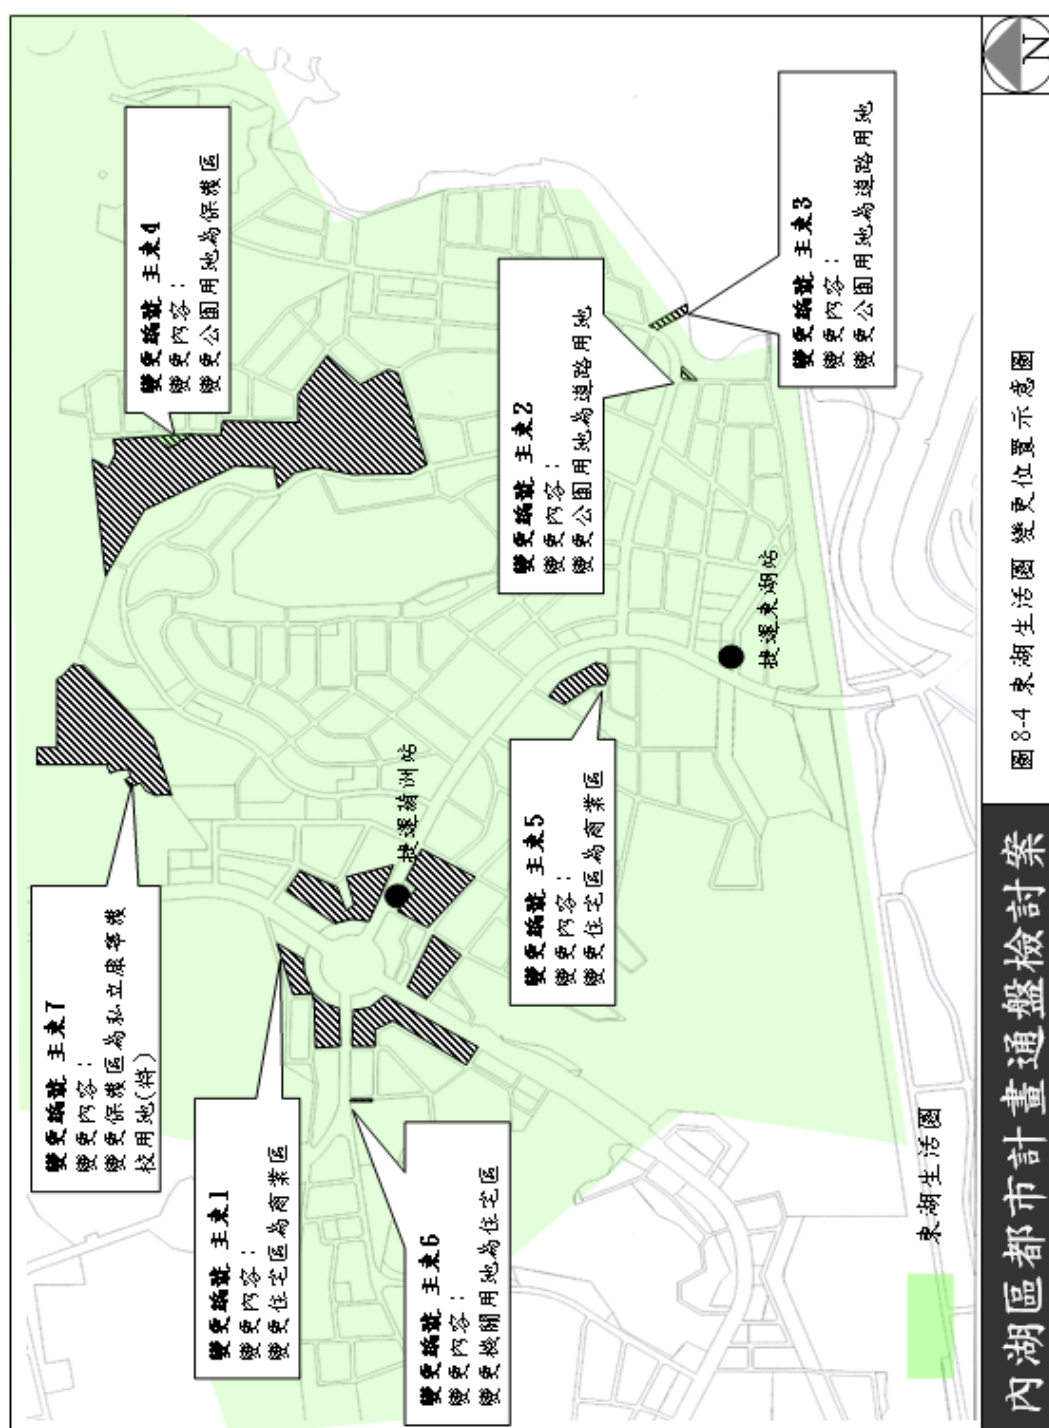 變更編號 主東4
變更內容：
變更公園用地為保護區
變更編號 主東3
變更內容：
變更公園用地為道路用地
變更編號 主東2
變更內容：
變更公園用地為道路用地
變更編號 主東7
變更內容：
變更保護區為私立康寧護
校用地(特)
變更編號 主東1
變更內容：
變更住宅區為商業區
變更編號 主東6
變更內容：
變更機關用地為住宅區
變更編號 主東5
變更內容：
變更住宅區為商業區
捷運葫洲站
捷運東湖站
東湖生活圈
N
圖8-4 東湖生活圈 變更位置示意圖
內湖區都市計畫通盤檢討案